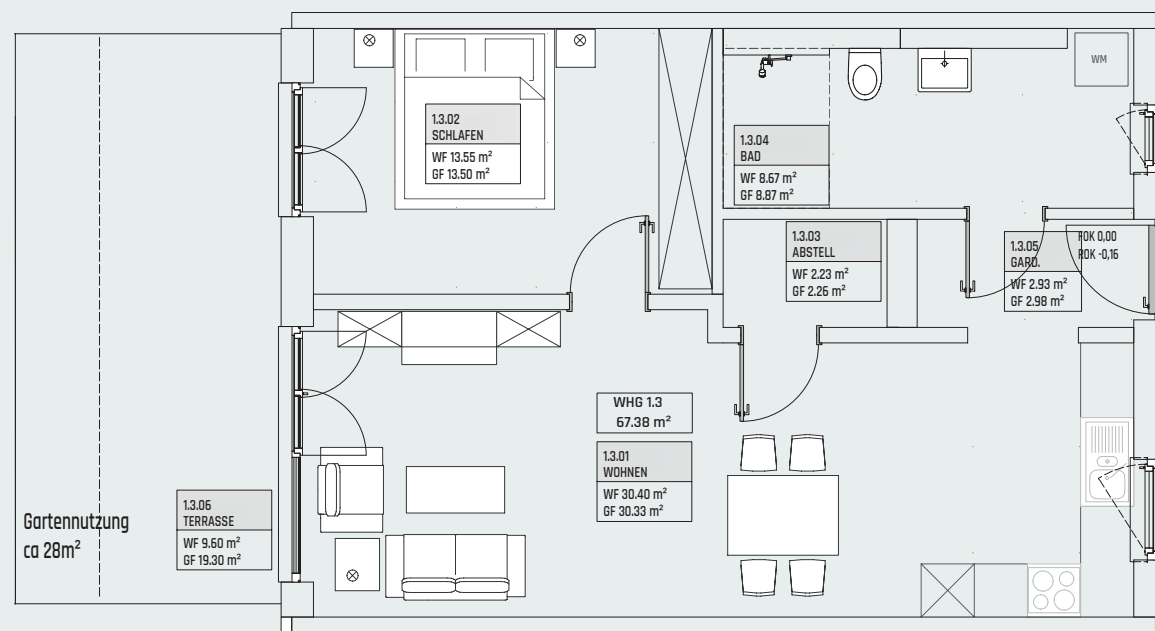 1.3.02
SCHLAFEN
WF 13.55 m²
GF 13.50 m²
WM
1.3.04
BAD
WF 8.67 m²
GF 8.87 m²
1.3.03
ABSTELL
WF 2.23 m²
GF 2.26 m²
1.3.05
GARD.
WF 2.93 m²
GF 2.98 m²
FOK 0,00
ROK -0,16
WHG 1.3
67.38 m²
1.3.01
WOHNEN
WF 30.40 m²
GF 30.33 m²
1.3.06
TERRASSE
WF 9.60 m²
GF 19.30 m²
Gartennutzung
ca 28m²